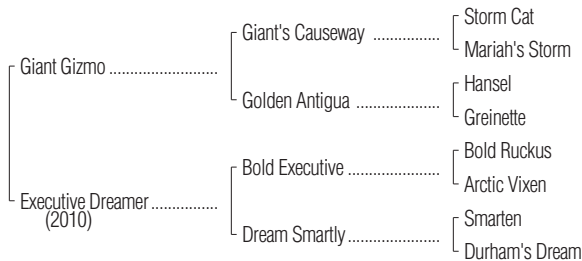 Storm Cat
Giant's Causeway ................
Mariah's Storm
Giant Gizmo ..........................
Hansel
Golden Antigua ......................
Greinette
Bold Ruckus
Bold Executive ......................
Arctic Vixen
Executive Dreamer ................
(2010)
Smarten
Dream Smartly ......................
Durham's Dream